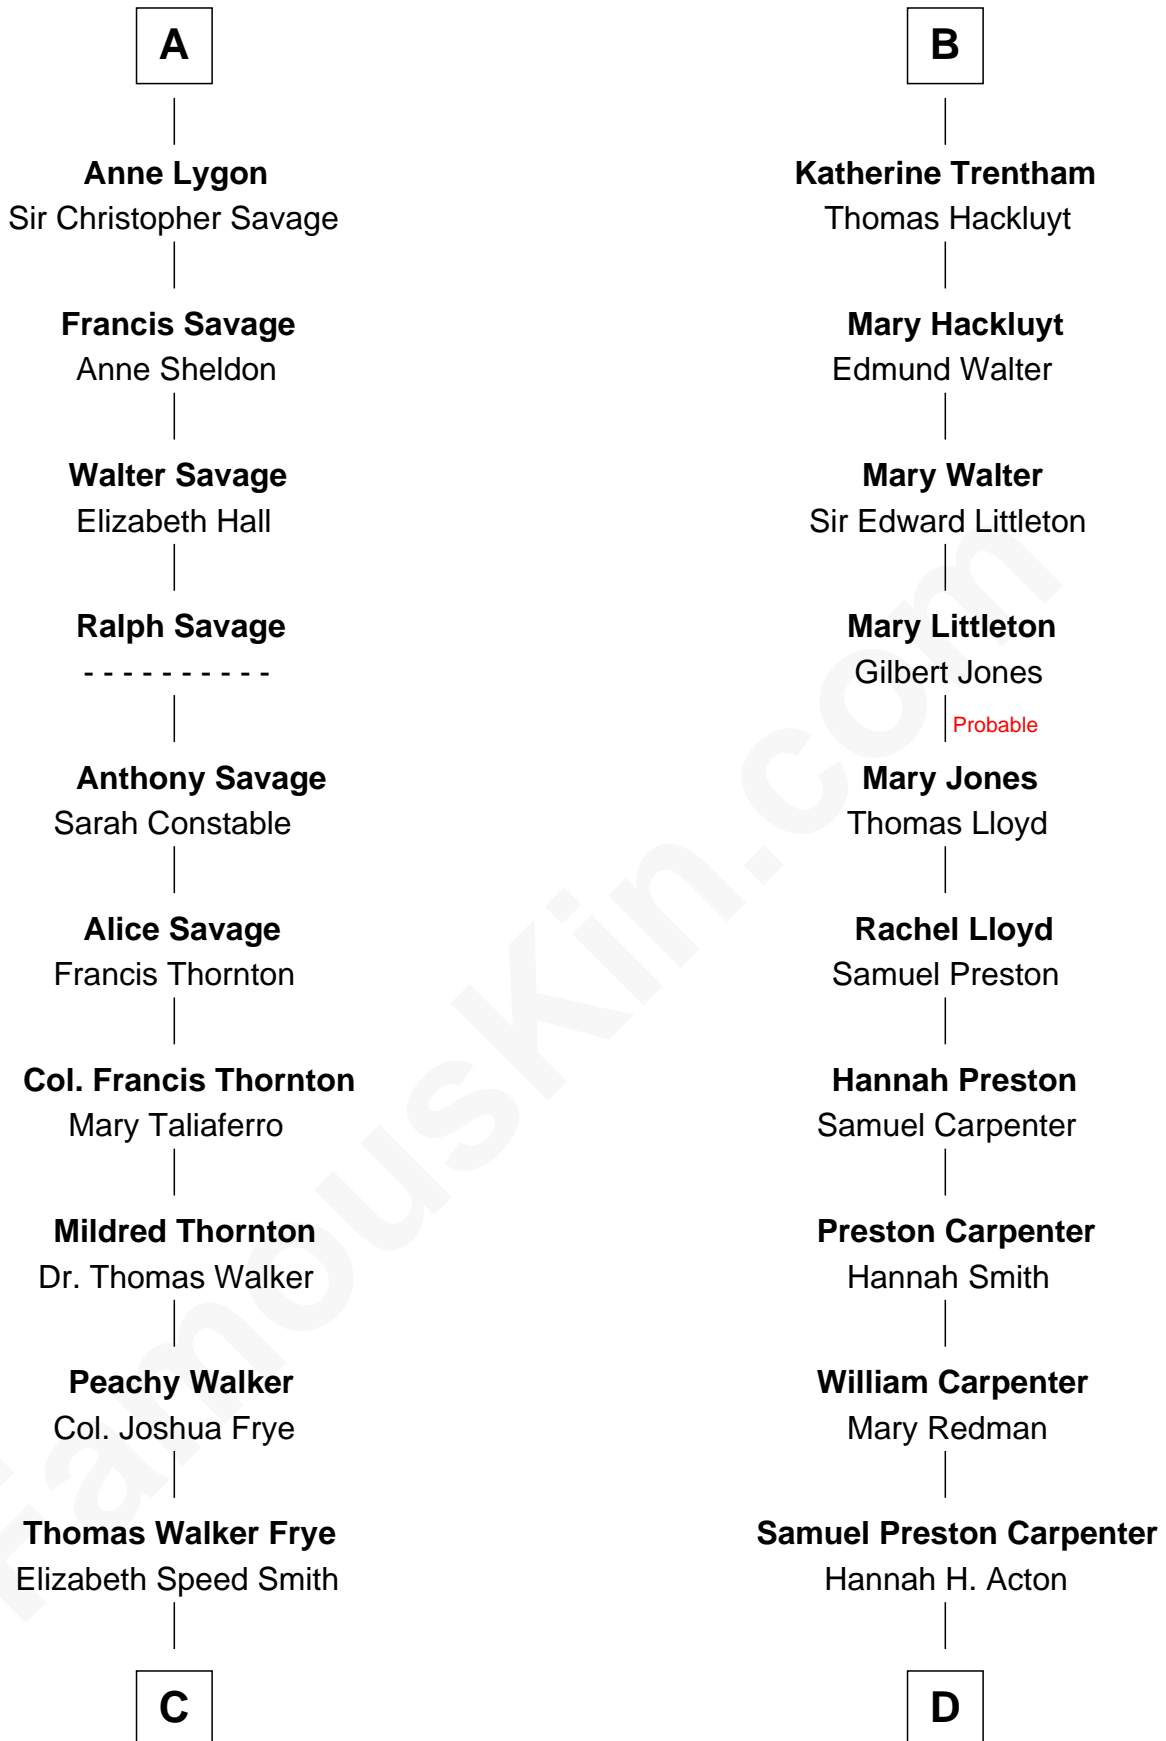 A
Anne Lygon
Sir Christopher Savage
Francis Savage
Anne Sheldon
Walter Savage
Elizabeth Hall
Ralph Savage
- - - - - - - - - -
Anthony Savage
Sarah Constable
Alice Savage
Francis Thornton
Col. Francis Thornton
Mary Taliaferro
Mildred Thornton
Dr. Thomas Walker
Peachy Walker
Col. Joshua Frye
Thomas Walker Frye
Elizabeth Speed Smith
C
B
Katherine Trentham
Thomas Hackluyt
Mary Hackluyt
Edmund Walter
Mary Walter
Sir Edward Littleton
Mary Littleton
Gilbert Jones
Probable
Mary Jones
Thomas Lloyd
Rachel Lloyd
Samuel Preston
Hannah Preston
Samuel Carpenter
Preston Carpenter
Hannah Smith
William Carpenter
Mary Redman
Samuel Preston Carpenter
Hannah H. Acton
D
FamousKin.com